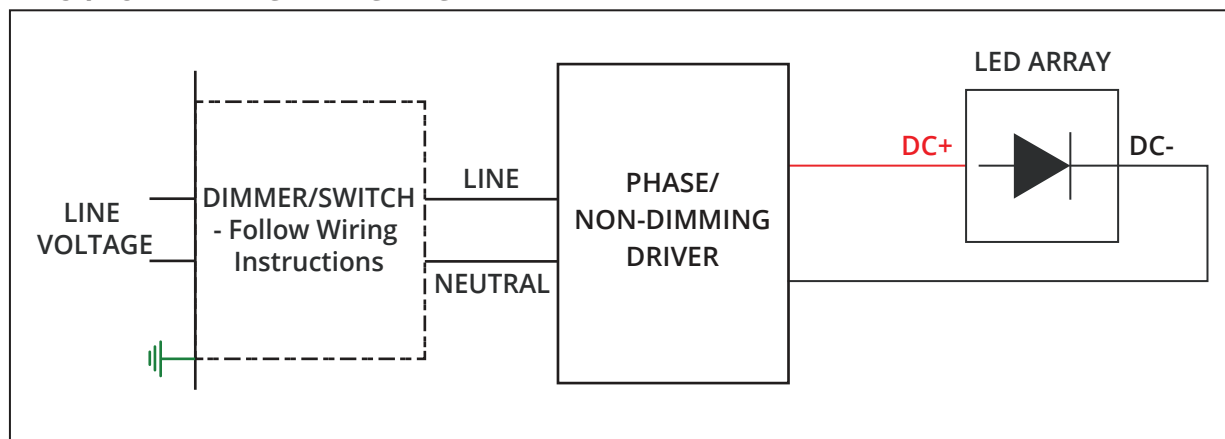 LINE
VOLTAGE
DIMMER/SWITCH
- Follow Wiring
Instructions
LINE
NEUTRAL
PHASE/
NON-DIMMING
DRIVER
LED ARRAY
DC+
DC-